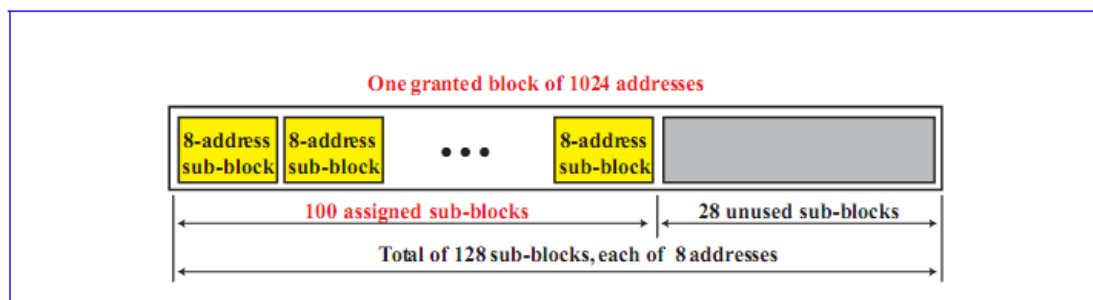 One granted block of 1024 addresses
8-address 8-address 8-address
sub-block sub-block ••• sub-block
100 assigned sub-blocks 28 unused sub-blocks
Total of 128 sub-blocks, each of 8 addresses